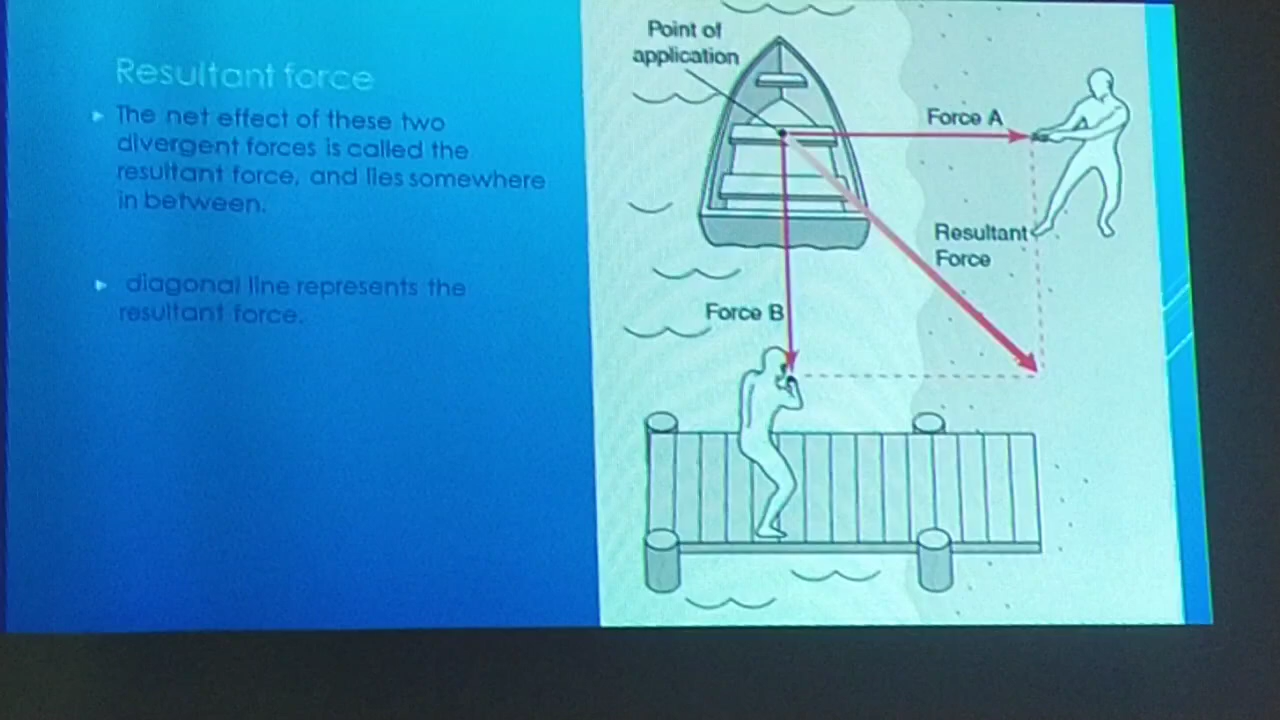 Resultant force
The net effect of these two
divergent forces is called the
resultant force, and lies somewhere
in between.
diagonal line represents the
resultant force.
Point of
application
Force A
Resultant
Force
Force B